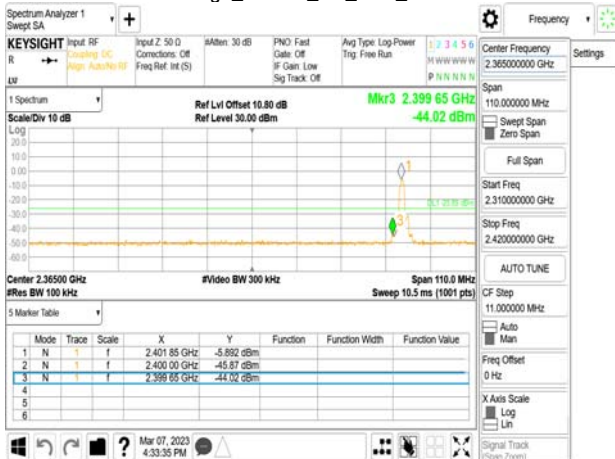 Spectrum Analyzer 1
Swept SA
+
Frequency
KEYSIGHT
R
Input: RF
Coupling: DC
Align: Auto/No RF
Input Z: 50 Ω
Corrections: Off
Freq Ref: Int (S)
#Atten: 30 dB
PNO: Fast
Gate: Off
IF Gain: Low
Sig Track: Off
Avg Type: Log-Power
Trig: Free Run
1 2 3 4 5 6
M W W W W W
P N N N N N
Settings
Center Frequency
2.365000000 GHz
Span
110.000000 MHz
Swept Span
Zero Span
Full Span
Start Freq
2.310000000 GHz
Stop Freq
2.420000000 GHz
AUTO TUNE
CF Step
11.000000 MHz
Auto
Man
Freq Offset
0 Hz
X Axis Scale
Log
Lin
Signal Track
(Span Zoom)
1 Spectrum
Scale/Div 10 dB
Ref Lvl Offset 10.80 dB
Ref Level 30.00 dBm
Mkr3 2.399 65 GHz
-44.02 dBm
Log
20.0
10.0
0.00
-10.0
-20.0
-30.0
-40.0
-50.0
-60.0
1
3
Center 2.36500 GHz
#Res BW 100 kHz
#Video BW 300 kHz
Span 110.0 MHz
Sweep 10.5 ms (1001 pts)
5 Marker Table
Mode Trace Scale X Y Function Function Width Function Value
1 N 1 f 2.401 85 GHz -5.892 dBm
2 N 1 f 2.400 00 GHz -45.87 dBm
3 N 1 f 2.399 65 GHz -44.02 dBm
4
5
6
?
Mar 07, 2023
4:33:35 PM